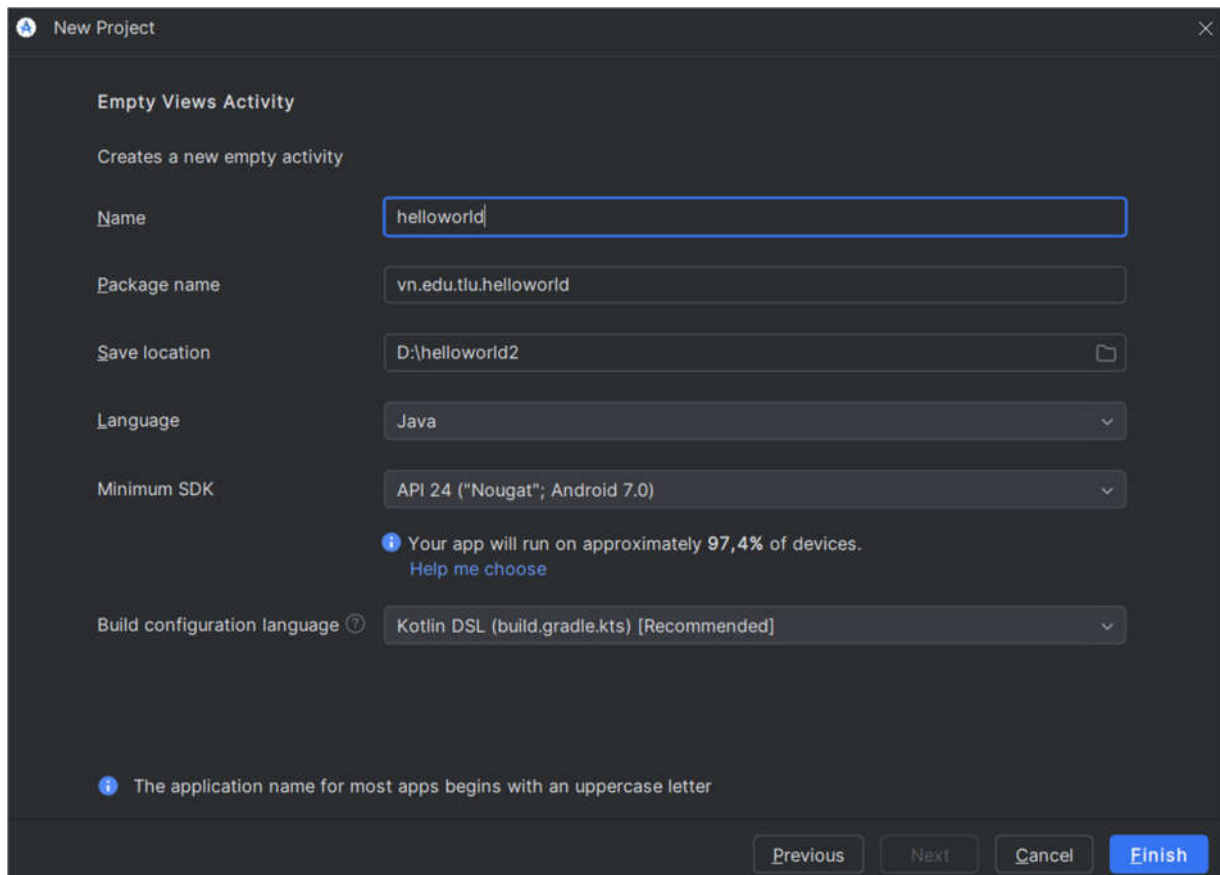 New Project
Empty Views Activity
Creates a new empty activity
Name
helloworld
Package name
vn.edu.tlu.helloworld
Save location
D:\helloworld2
Language
Java
Minimum SDK
API 24 ("Nougat"; Android 7.0)
Your app will run on approximately 97,4% of devices.
Help me choose
Build configuration language
Kotlin DSL (build.gradle.kts) [Recommended]
The application name for most apps begins with an uppercase letter
Previous
Next
Cancel
Finish